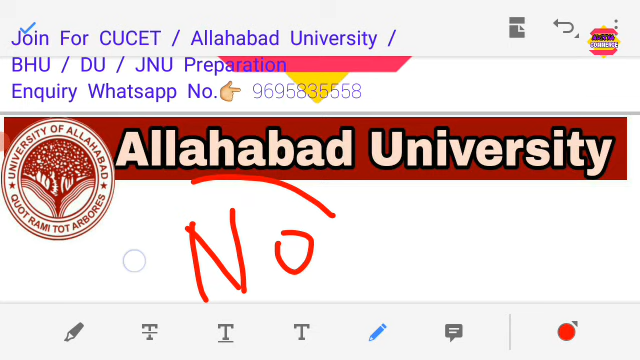 Join For CUCET / Allahabad University /
BHU / DU / JNU Preparation
Enquiry Whatsapp No.👉 9695835558
Allahabad University
UNIVERSITY OF ALLAHABAD
QUOT RAMI TOT ARBORES
No
T T T